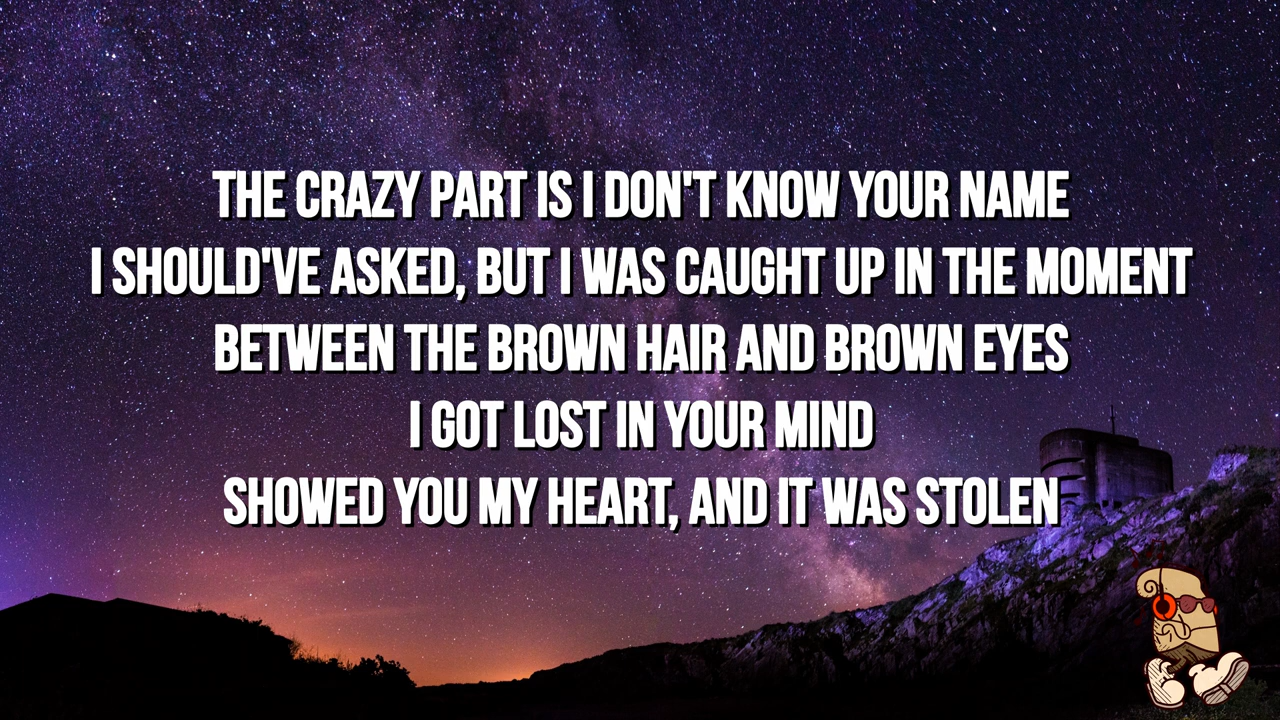 THE CRAZY PART IS I DON'T KNOW YOUR NAME
I SHOULD'VE ASKED, BUT I WAS CAUGHT UP IN THE MOMENT
BETWEEN THE BROWN HAIR AND BROWN EYES
I GOT LOST IN YOUR MIND
SHOWED YOU MY HEART, AND IT WAS STOLEN